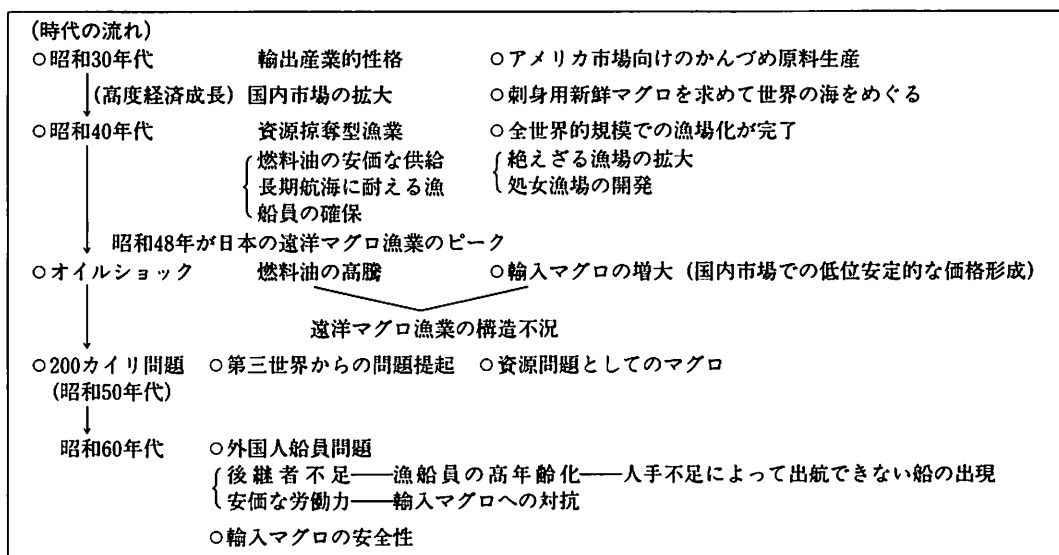 (時代の流れ)
○昭和30年代 輸出産業的性格 ○アメリカ市場向けのかんづめ原料生産
(高度経済成長) 国内市場の拡大 ○刺身用新鮮マグロを求めて世界の海をめぐる
○昭和40年代 資源掠奪型漁業 ○全世界的規模での漁場化が完了
燃料油の安価な供給 絶えざる漁場の拡大
長期航海に耐える漁 処女漁場の開発
船員の確保
昭和48年が日本の遠洋マグロ漁業のピーク
○オイルショック 燃料油の高騰 ○輸入マグロの増大 (国内市場での低位安定的な価格形成)
遠洋マグロ漁業の構造不況
○200カイリ問題 ○第三世界からの問題提起 ○資源問題としてのマグロ
(昭和50年代)
昭和60年代 ○外国人船員問題
後継者不足――漁船員の高年齢化――人手不足によって出航できない船の出現
安価な労働力――輸入マグロへの対抗
○輸入マグロの安全性